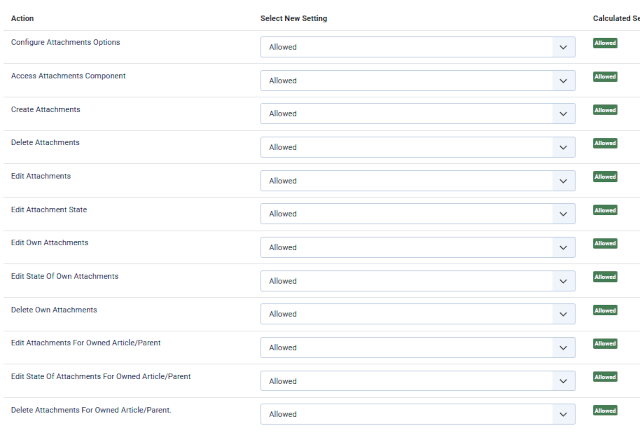 Action Select New Setting Calculated Se
Configure Attachments Options Allowed Allowed
Access Attachments Component Allowed Allowed
Create Attachments Allowed Allowed
Delete Attachments Allowed Allowed
Edit Attachments Allowed Allowed
Edit Attachment State Allowed Allowed
Edit Own Attachments Allowed Allowed
Edit State Of Own Attachments Allowed Allowed
Delete Own Attachments Allowed Allowed
Edit Attachments For Owned Article/Parent Allowed Allowed
Edit State Of Attachments For Owned Article/Parent Allowed Allowed
Delete Attachments For Owned Article/Parent. Allowed Allowed